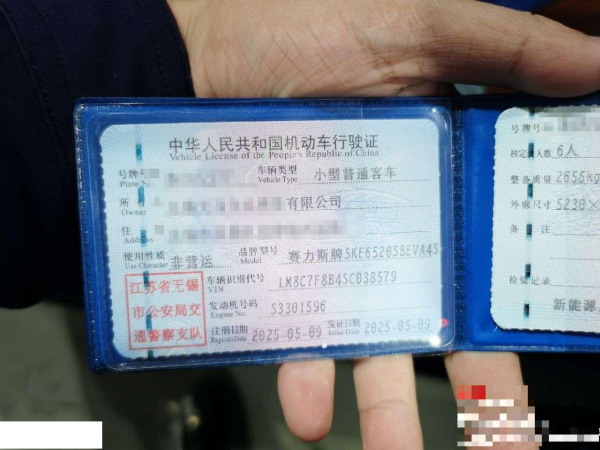 中华人民共和国机动车行驶证
Vehicle License of the People's Republic of China
号牌号
Plate No.
车辆类型
Vehicle Type
小型普通客车
所
Owner
有限公司
住
Address
使用性质
Use Character
非营运
品牌型号
Model
赛力斯牌SKE6520SBEVA4S
江苏省无锡
市公安局交
通警察支队
车辆识别代号
VIN
LM8C7F8B4SC038579
发动机号码
Engine No.
S3301596
注册日期
Register Date
2025-05-09
发证日期
Issue Date
2025-05-09
号牌号
核定 人数
6人
整备质量
2655kg
外廓尺寸
5230×
备 注
检验记录
新能源